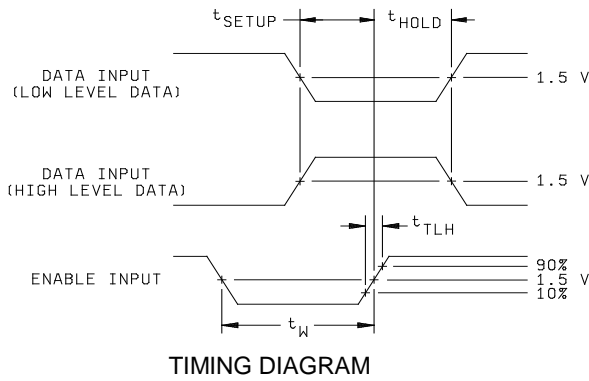 tSETUP
tHOLD
DATA INPUT
(LOW LEVEL DATA)
1.5 V
DATA INPUT
(HIGH LEVEL DATA)
1.5 V
tTLH
ENABLE INPUT
90%
1.5 V
10%
tW
TIMING DIAGRAM